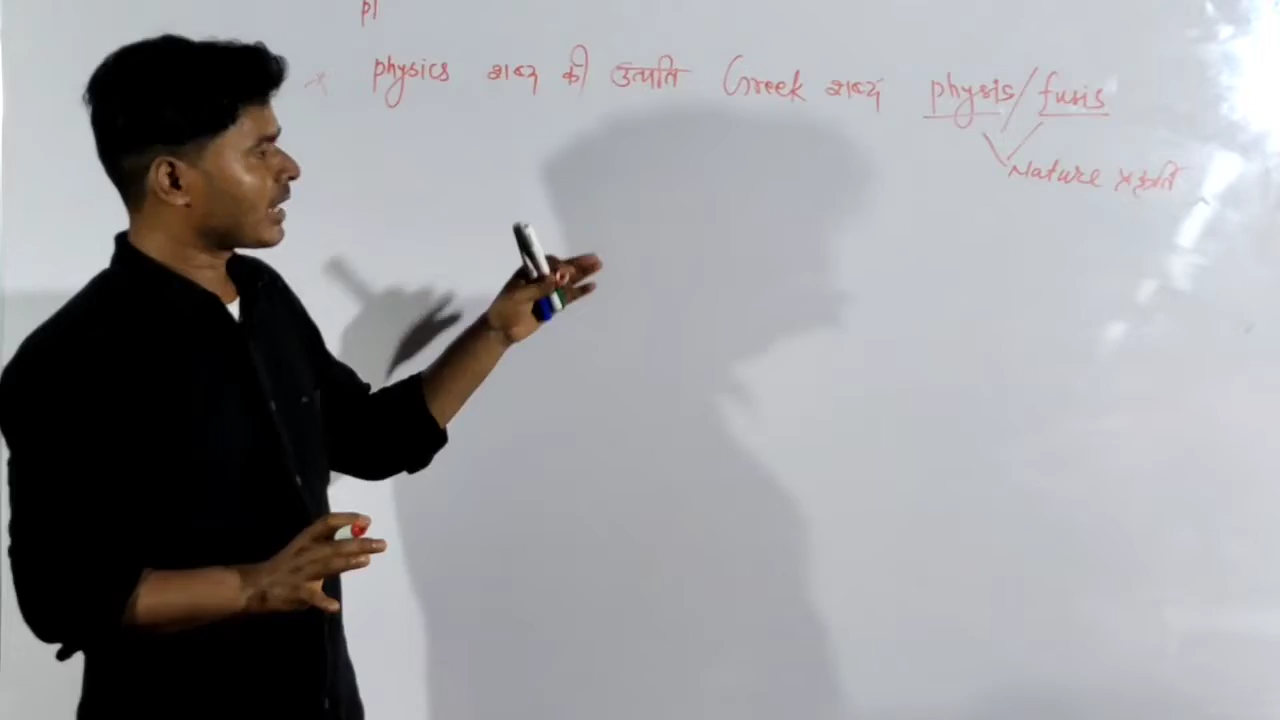 physics शब्द की उत्पति Greek शब्द physis/fusis
Nature प्रकृति